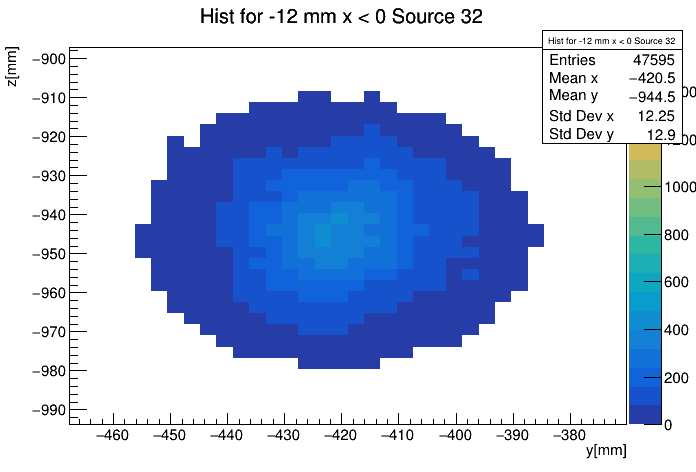 Hist for -12 mm x < 0 Source 32
Hist for -12 mm x < 0 Source 32
Entries 47595
Mean x −420.5
Mean y −944.5
Std Dev x 12.25
Std Dev y 12.9
z[mm]
−900
−910
−920
−930
−940
−950
−960
−970
−980
−990
−460
−450
−440
−430
−420
−410
−400
−390
−380
y[mm]
1000
800
600
400
200
0